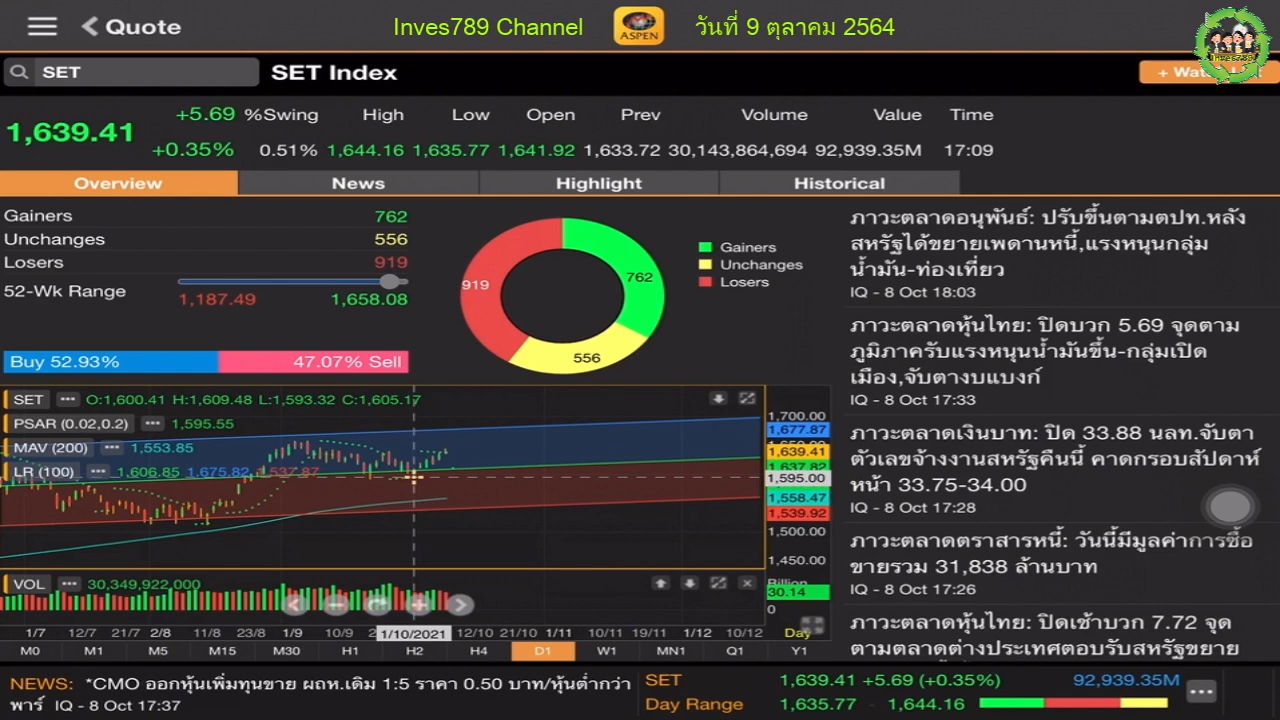 Quote
Inves789 Channel
ASPEN
วันที่ 9 ตุลาคม 2564
SET
SET Index
Inves789
1,639.41
+5.69
+0.35%
%Swing High Low Open Prev Volume Value Time
0.51% 1,644.16 1,635.77 1,641.92 1,633.72 30,143,864,694 92,939.35M 17:09
Overview News Highlight Historical
Gainers 762
Unchanges 556
Losers 919
52-Wk Range
1,187.49 1,658.08
Buy 52.93% 47.07% Sell
919
762
556
Gainers
Unchanges
Losers
SET O:1,600.41 H:1,609.48 L:1,593.32 C:1,605.17
PSAR (0.02,0.2) 1,595.55
MAV (200) 1,553.85
LR (100) 1,606.85 1,675.82 1,537.87
1,700.00
1,677.87
1,639.41
1,637.82
1,595.00
1,558.47
1,539.92
1,500.00
1,450.00
VOL 30,349,922,000
Billion
30.14
0
1/7 12/7 21/7 2/8 11/8 23/8 1/9 10/9 1/10/2021 12/10 21/10 1/11 10/11 19/11 1/12 10/12 Day
M0 M1 M5 M15 M30 H1 H2 H4 D1 W1 MN1 Q1 Y1
ภาวะตลาดอนุพันธ์: ปรับขึ้นตามตปท.หลัง
สหรัฐได้ขยายเพดานหนี้,แรงหนุนกลุ่ม
น้ำมัน-ท่องเที่ยว
IQ - 8 Oct 18:03
ภาวะตลาดหุ้นไทย: ปิดบวก 5.69 จุดตาม
ภูมิภาครับแรงหนุนน้ำมันขึ้น-กลุ่มเปิด
เมือง,จับตางบแบงก์
IQ - 8 Oct 17:33
ภาวะตลาดเงินบาท: ปิด 33.88 นลท.จับตา
ตัวเลขจ้างงานสหรัฐคืนนี้ คาดกรอบสัปดาห์
หน้า 33.75-34.00
IQ - 8 Oct 17:28
ภาวะตลาดตราสารหนี้: วันนี้มีมูลค่าการซื้อ
ขายรวม 31,838 ล้านบาท
IQ - 8 Oct 17:26
ภาวะตลาดหุ้นไทย: ปิดเช้าบวก 7.72 จุด
ตามตลาดต่างประเทศตอบรับสหรัฐขยาย
NEWS: *CMO ออกหุ้นเพิ่มทุนขาย ผถห.เดิม 1:5 ราคา 0.50 บาท/หุ้นต่ำกว่า
พาร์ IQ - 8 Oct 17:37
SET 1,639.41 +5.69 (+0.35%) 92,939.35M
Day Range 1,635.77 - 1,644.16